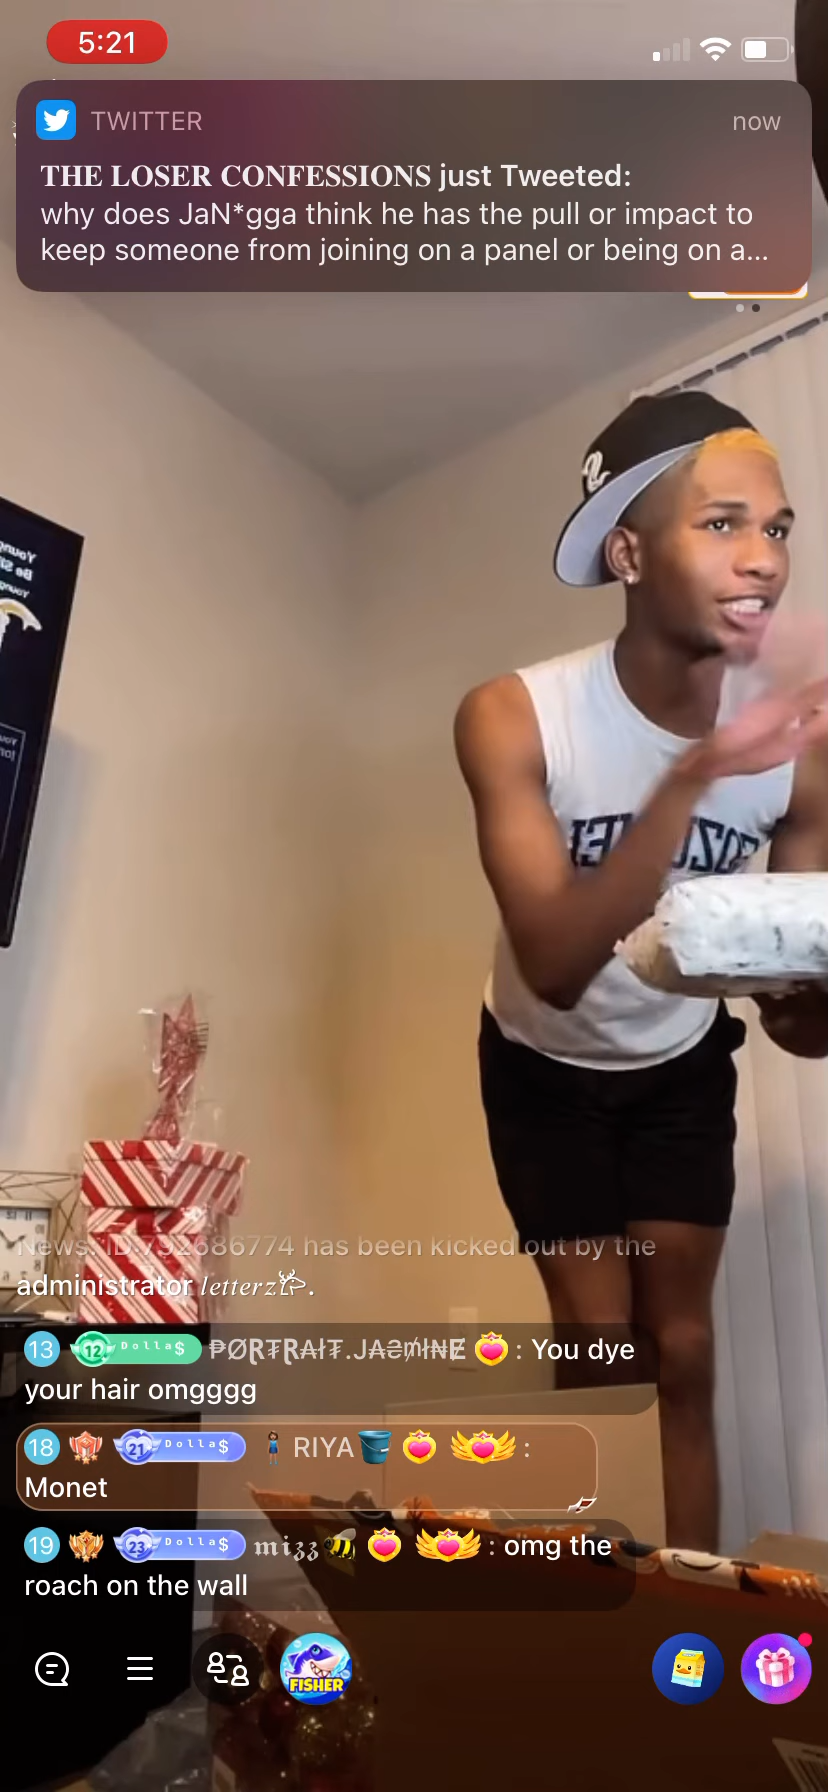 5:21
TWITTER now
THE LOSER CONFESSIONS just Tweeted:
why does JaN*gga think he has the pull or impact to
keep someone from joining on a panel or being on a...
News: ID:792686774 has been kicked out by the
administrator letterz.
13 12 Dolla$ ₱ØⱤŦⱤ₳ł₮.J₳₴₥ł₦E : You dye
your hair omgggg
18 21 Dolla$ RIYA :
Monet
19 23 Dolla$ mizz : omg the
roach on the wall
FISHER